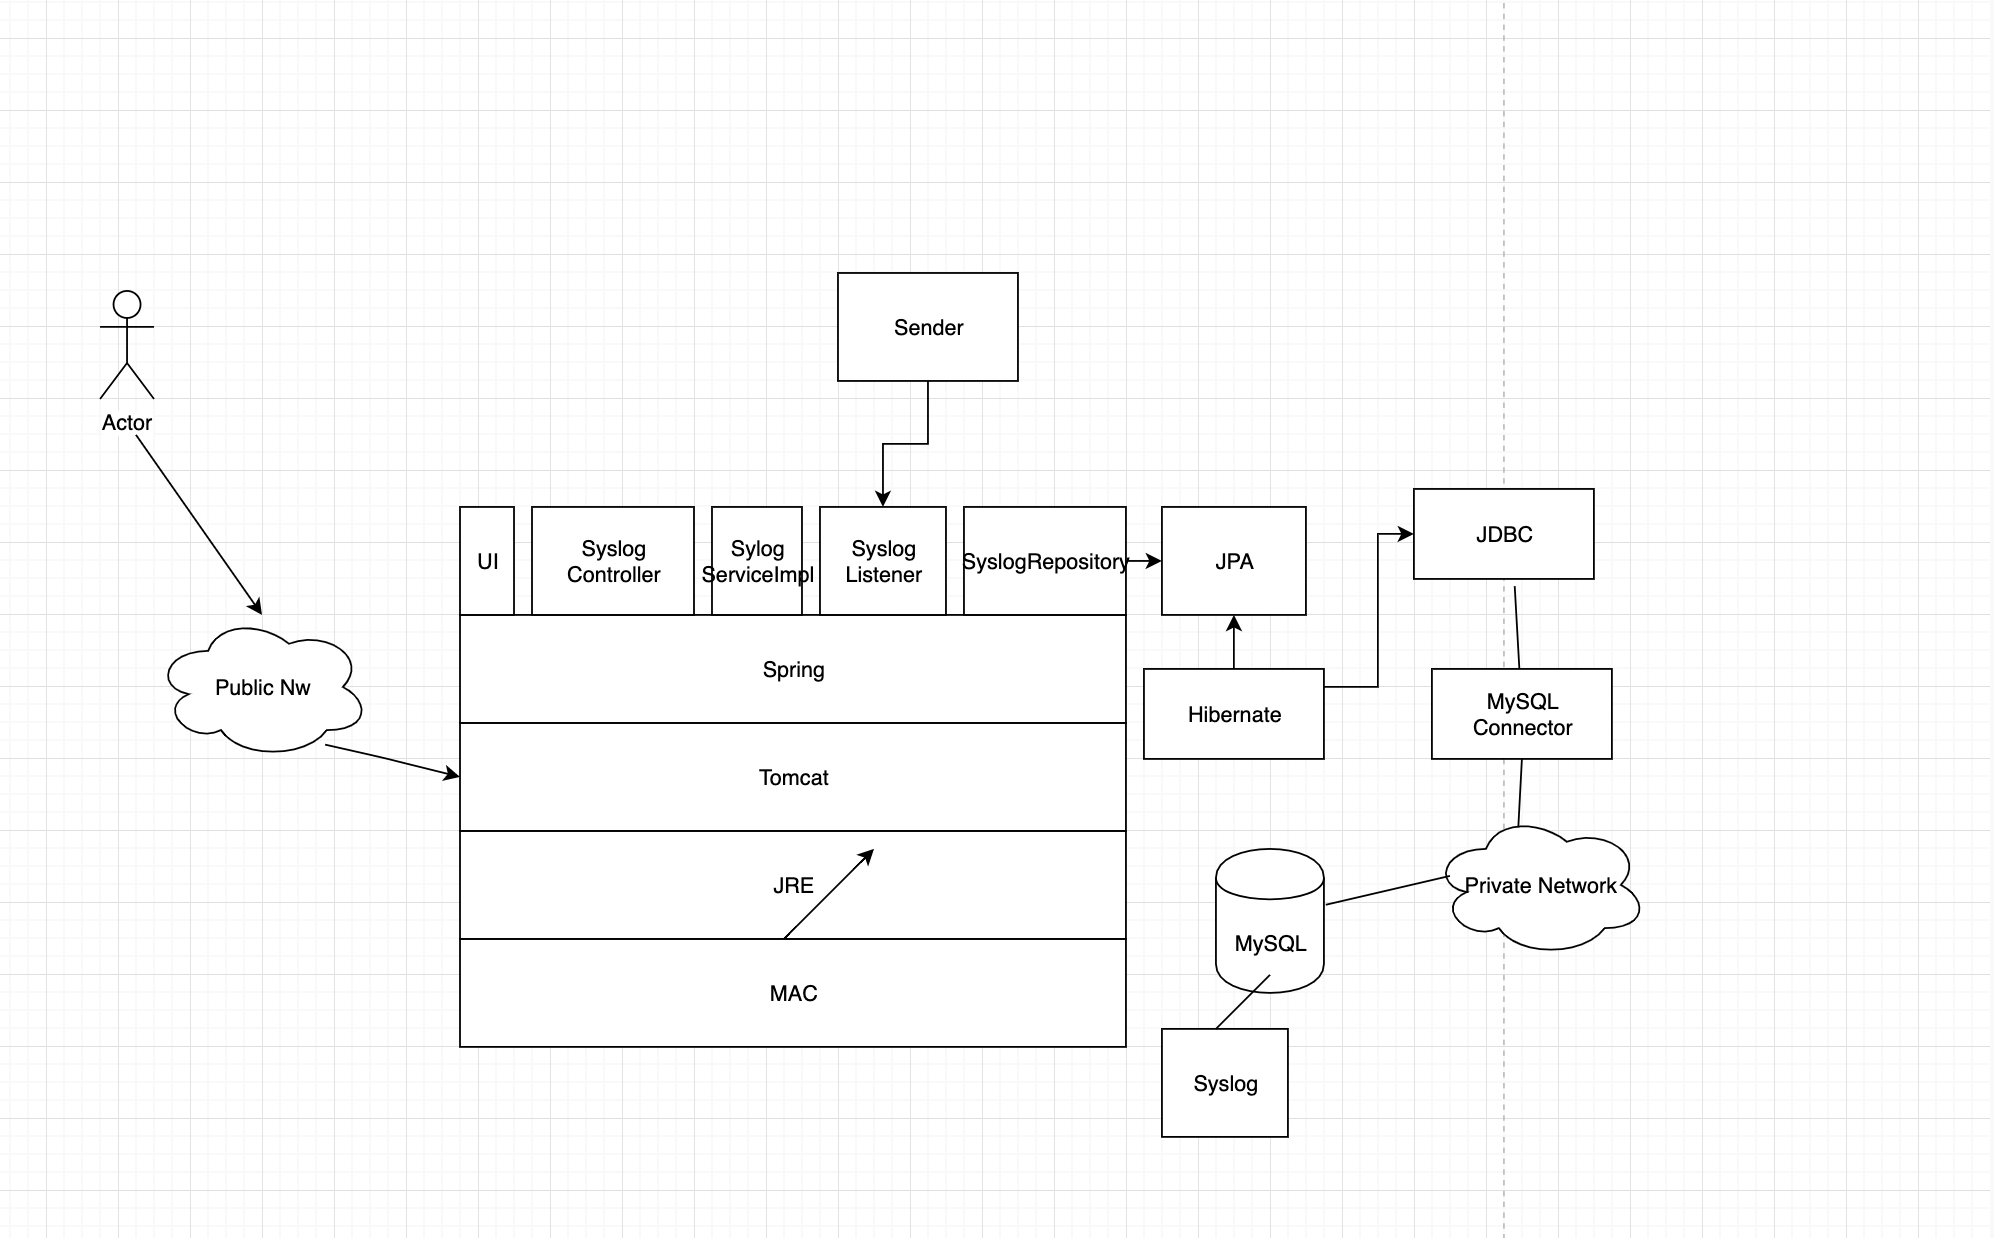 Sender
Actor
UI
Syslog
Controller
Sylog
ServiceImpl
Syslog
Listener
SyslogRepository
JPA
JDBC
Spring
Public Nw
Hibernate
MySQL
Connector
Tomcat
JRE
Private Network
MySQL
MAC
Syslog